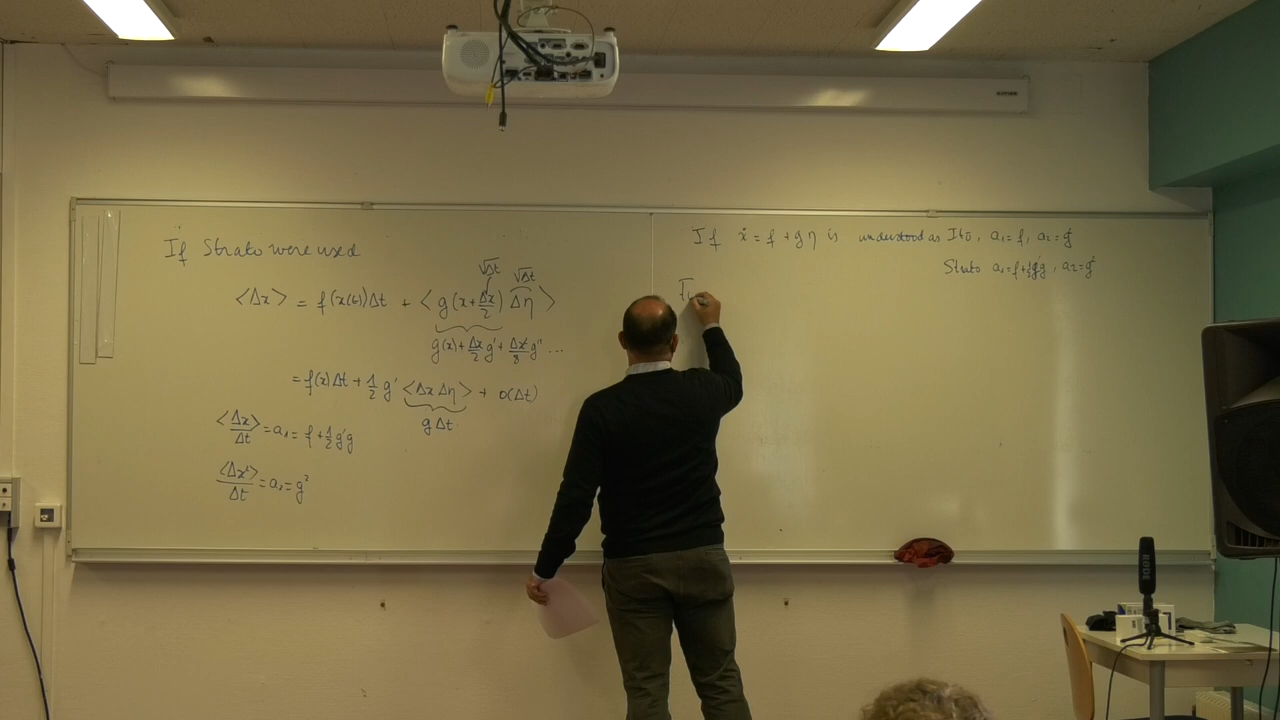 If Strato were used
√Δt √Δt
<Δx> = f(x(t))Δt + <g(x+Δx/2) Δη>
g(x)+Δx/2 g'+Δx²/8 g'' ...
= f(x)Δt + 1/2 g' <Δx Δη> + o(Δt)
g Δt
<Δx>/Δt = a₁ = f+1/2 g'g
<Δx²>/Δt = a₂ = g²
If ẋ = f + g η is understood as Itō, a₁=f, a₂=g²
Strato a₁=f+1/2 g'g, a₂=g²
RØDE